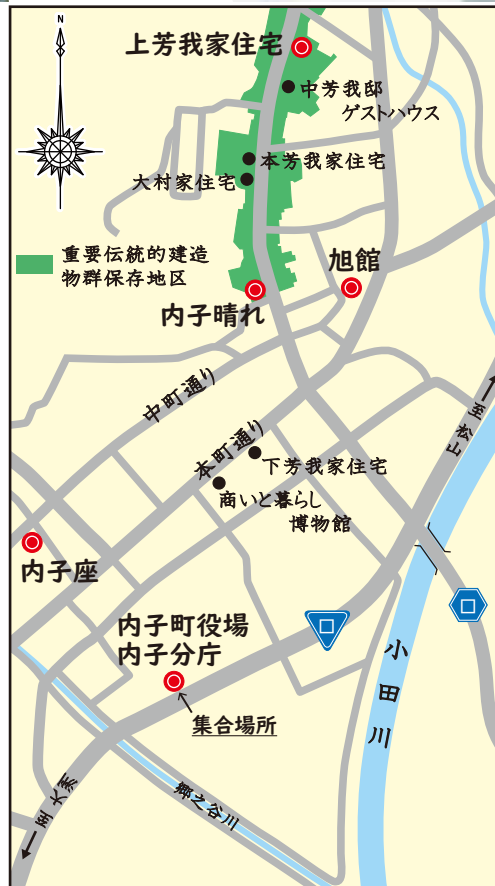 N
上芳我家住宅
中芳我邸
ゲストハウス
本芳我家住宅
大村家住宅
重要伝統的建造
物群保存地区
旭館
内子晴れ
中町通り
本町通り
至松山
下芳我家住宅
商いと暮らし
博物館
内子座
内子町役場
内子分庁
集合場所
小田川
郷之谷川
至大洲